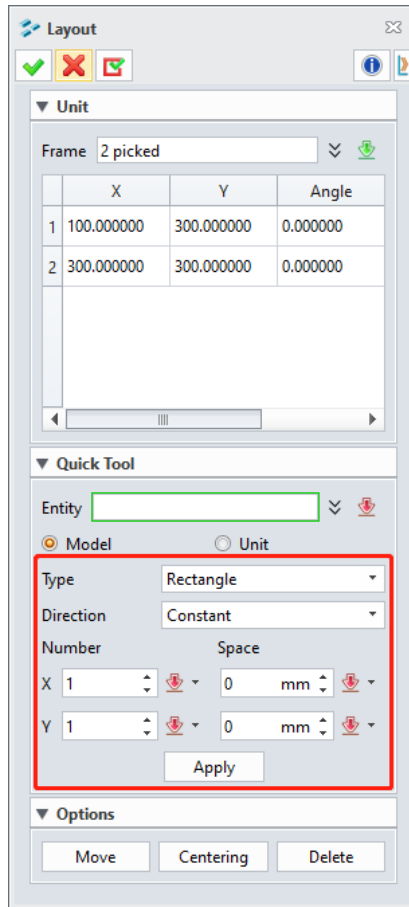 Layout
Unit
Frame 2 picked
X Y Angle
1 100.000000 300.000000 0.000000
2 300.000000 300.000000 0.000000
Quick Tool
Entity
Model Unit
Type Rectangle
Direction Constant
Number Space
X 1 0 mm
Y 1 0 mm
Apply
Options
Move Centering Delete